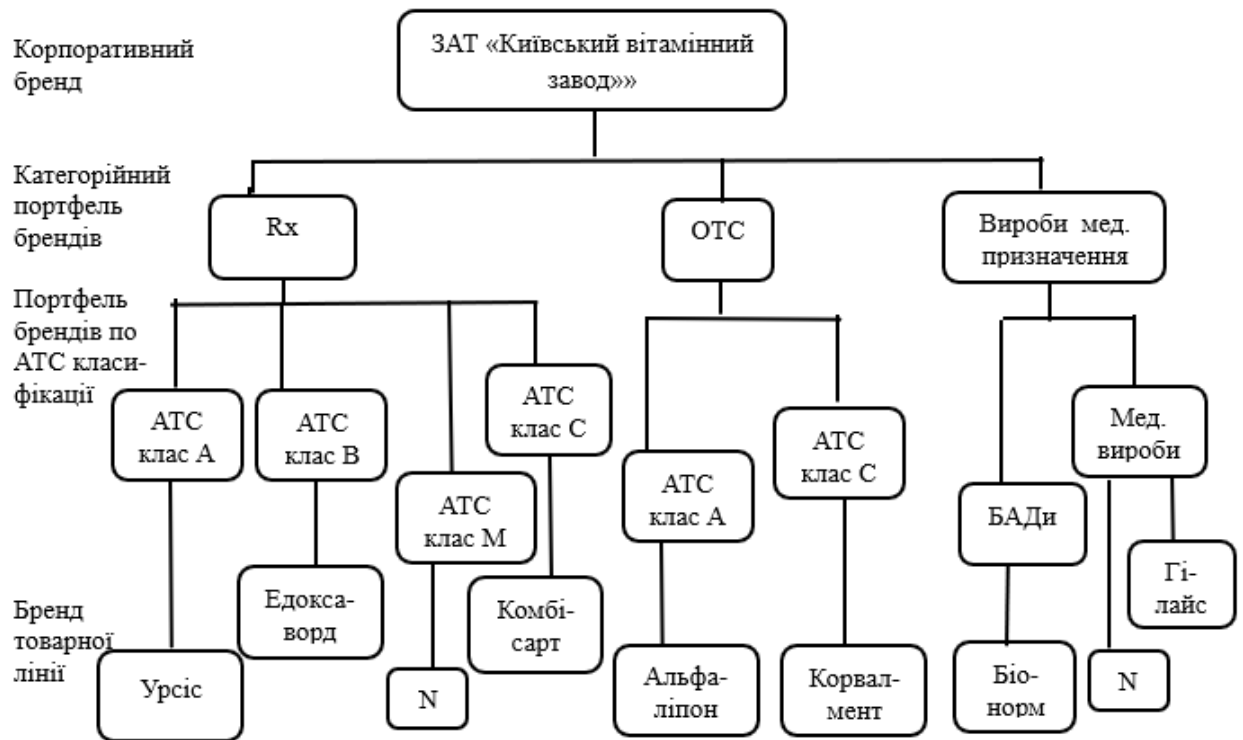 Корпоративний
бренд
ЗАТ «Київський вітамінний
завод»»
Категорійний
портфель
брендів
Rx
ОТС
Вироби мед.
призначення
Портфель
брендів по
АТС класи-
фікації
АТС
клас А
АТС
клас В
АТС
клас М
АТС
клас С
АТС
клас А
АТС
клас С
БАДи
Мед.
вироби
Бренд
товарної
лінії
Урсіс
Едокса-
ворд
N
Комбі-
сарт
Альфа-
ліпон
Корвал-
мент
Біо-
норм
N
Гі-
лайс